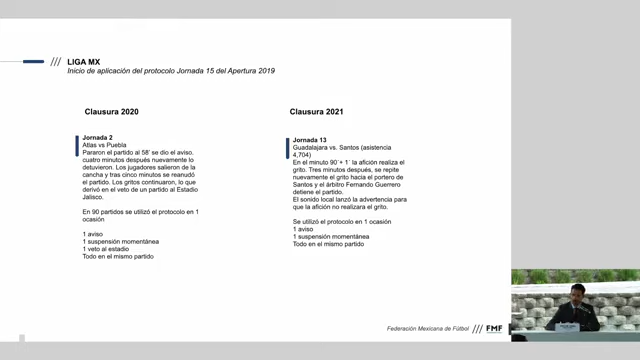 /// LIGA MX
Inicio de aplicación del protocolo Jornada 15 del Apertura 2019
Clausura 2020
Jornada 2
Atlas vs Puebla
Pararon el partido al 58´ se dio el aviso.
cuatro minutos después nuevamente lo
detuvieron. Los jugadores salieron de la
cancha y tras cinco minutos se reanudó
el partido. Los gritos continuaron, lo que
derivó en el veto de un partido al Estadio
Jalisco.
En 90 partidos se utilizó el protocolo en 1
ocasión
1 aviso
1 suspensión momentánea
1 veto al estadio
Todo en el mismo partido
Clausura 2021
Jornada 13
Guadalajara vs. Santos (asistencia
4,704)
En el minuto 90´+ 1´ la afición realiza el
grito. Tres minutos después, se repite
nuevamente el grito hacia el portero de
Santos y el árbitro Fernando Guerrero
detiene el partido.
El sonido local lanzó la advertencia para
que la afición no realizara el grito.
Se utilizó el protocolo en 1 ocasión
1 aviso
1 suspensión momentánea
Todo en el mismo partido
Federación Mexicana de Fútbol /// FMF